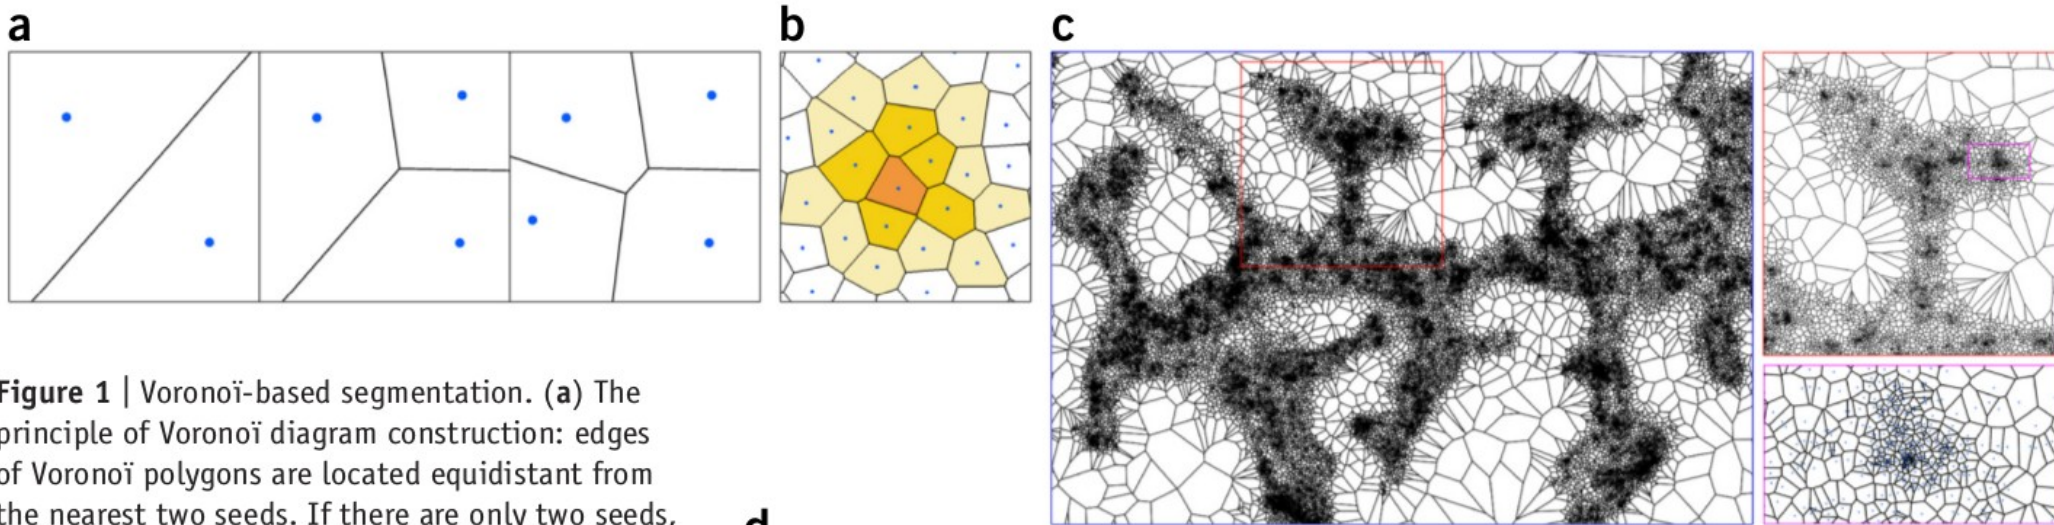 a
b
c
Figure 1 | Voronoï-based segmentation. (a) The
principle of Voronoï diagram construction: edges
of Voronoï polygons are located equidistant from
the nearest two seeds. If there are only two seeds,
d